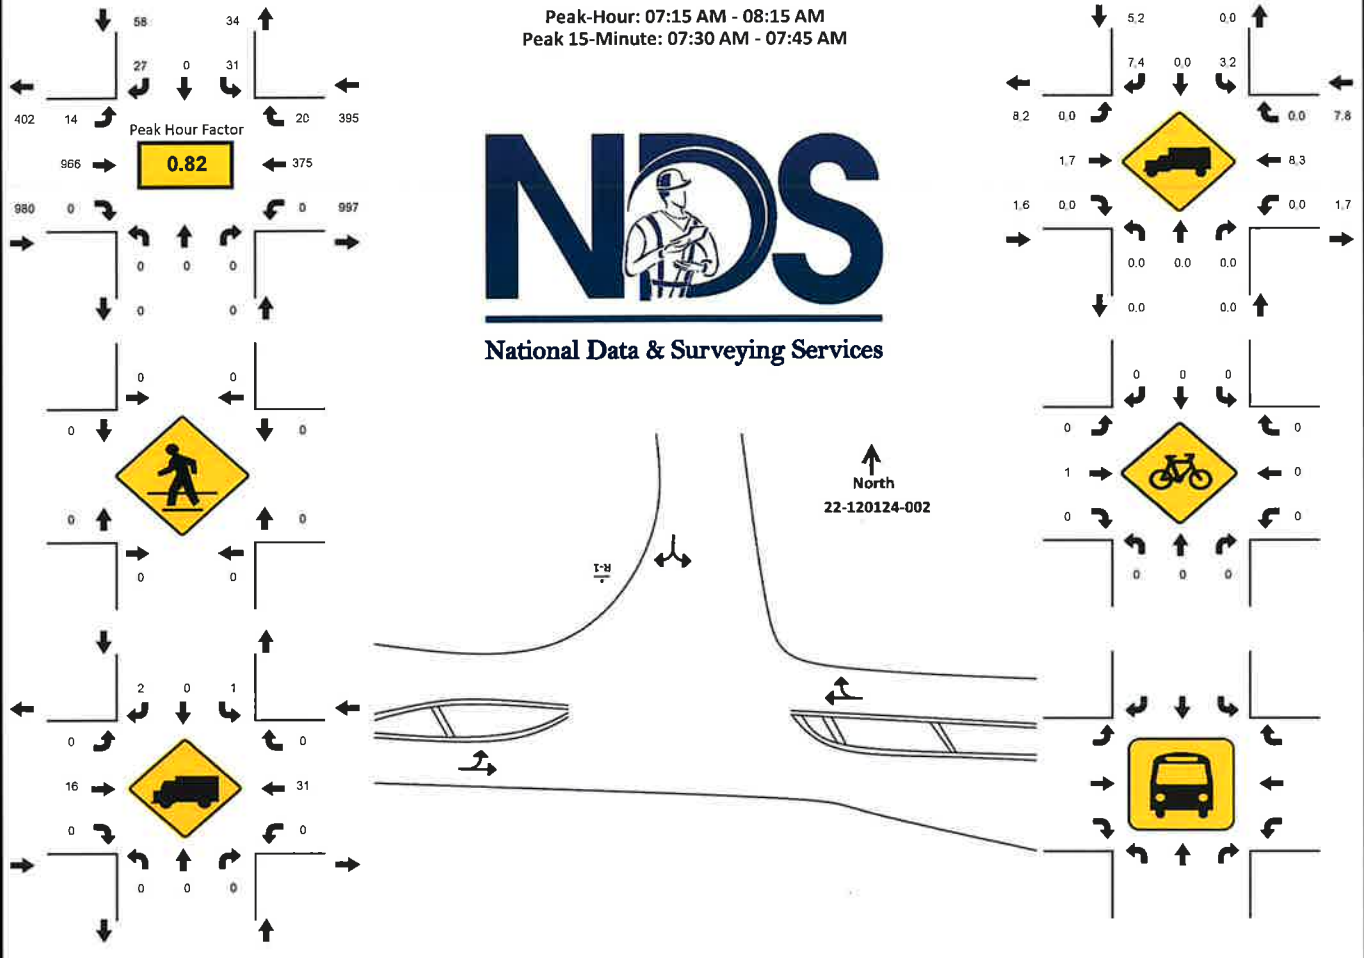 Peak-Hour: 07:15 AM - 08:15 AM
Peak 15-Minute: 07:30 AM - 07:45 AM
58 34
27 0 31
402 14 20 395
Peak Hour Factor
0.82
966 375
980 0 0 997
0 0 0
0 0
5.2 0.0
7.4 0.0 3.2
8.2 0.0 0.0 7.8
1.7 8.3
1.6 0.0 0.0 1.7
0.0 0.0 0.0
0.0 0.0
NDS
National Data & Surveying Services
0 0
0 0
0 0
0 0
0 0 0
0 0
1 0
0 0
0 0 0
North
22-120124-002
R-1
2 0 1
0 0
16 31
0 0
0 0 0